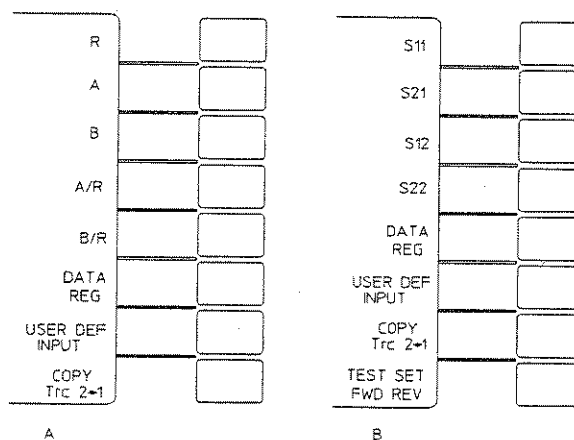 R
A
B
A/R
B/R
DATA
REG
USER DEF
INPUT
COPY
Trc 2→1
A
S11
S21
S12
S22
DATA
REG
USER DEF
INPUT
COPY
Trc 2→1
TEST SET
FWD REV
B